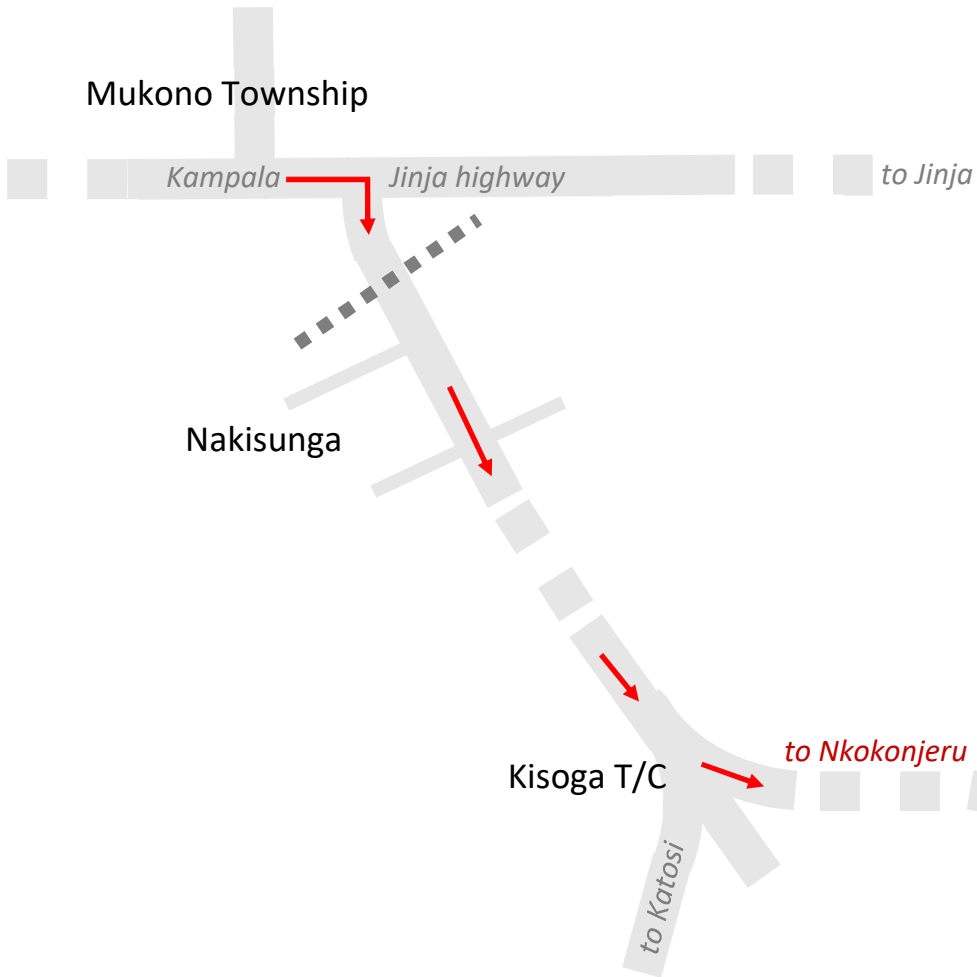 Mukono Township
Kampala
Jinja highway
to Jinja
Nakisunga
to Nkokonjeru
Kisoga T/C
to Katosi